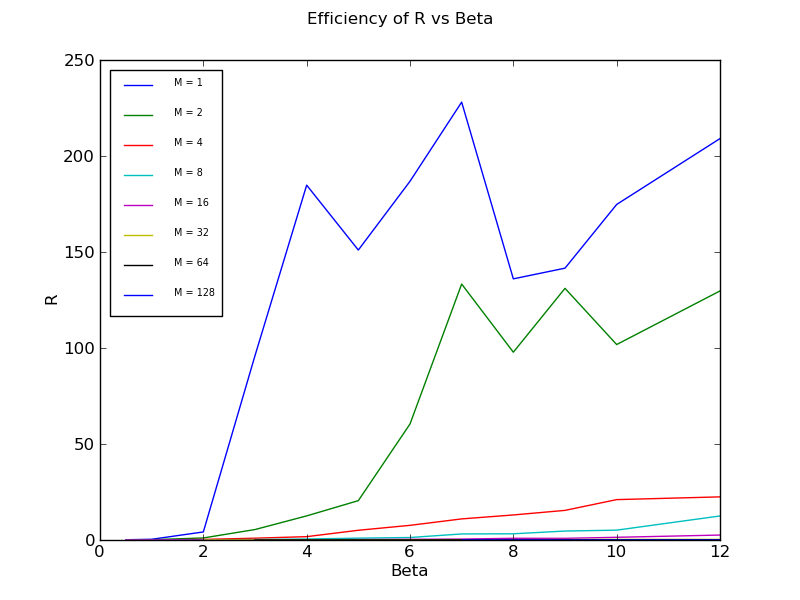 Efficiency of R vs Beta
250
200
150
100
50
0
R
M = 1
M = 2
M = 4
M = 8
M = 16
M = 32
M = 64
M = 128
0 2 4 6 8 10 12
Beta